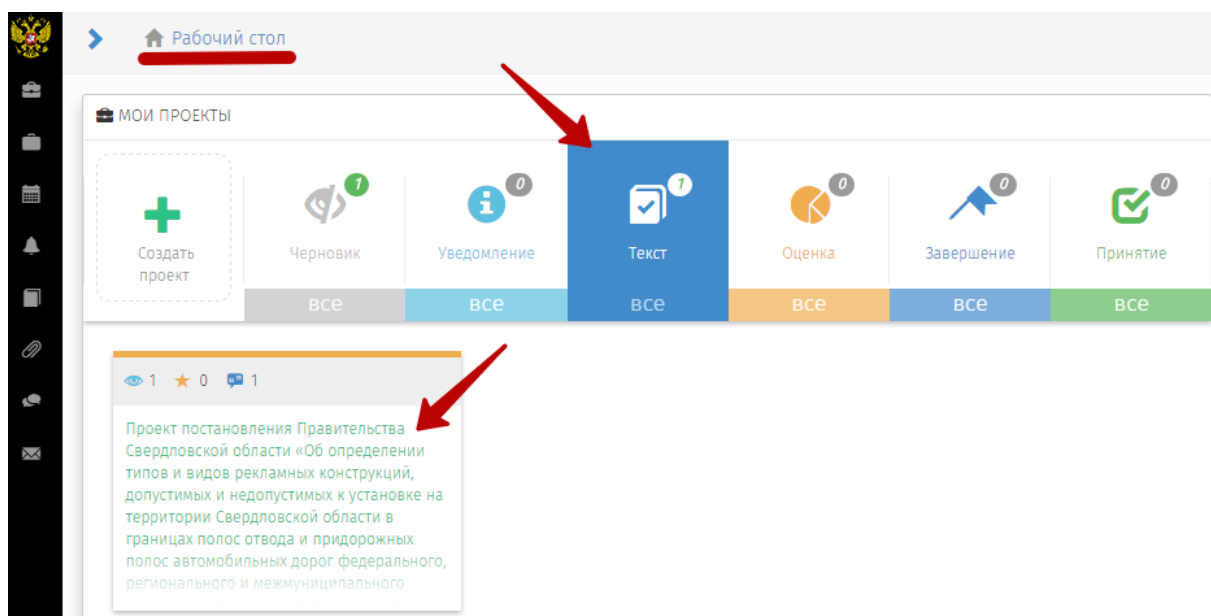 Рабочий стол
МОИ ПРОЕКТЫ
1 0 1 0 0 0
Создать проект
Черновик Уведомление Текст Оценка Завершение Принятие
все все все все все все
1 0 1
Проект постановления Правительства
Свердловской области «Об определении
типов и видов рекламных конструкций,
допустимых и недопустимых к установке на
территории Свердловской области в
границах полос отвода и придорожных
полос автомобильных дорог федерального,
регионального и межмуниципального